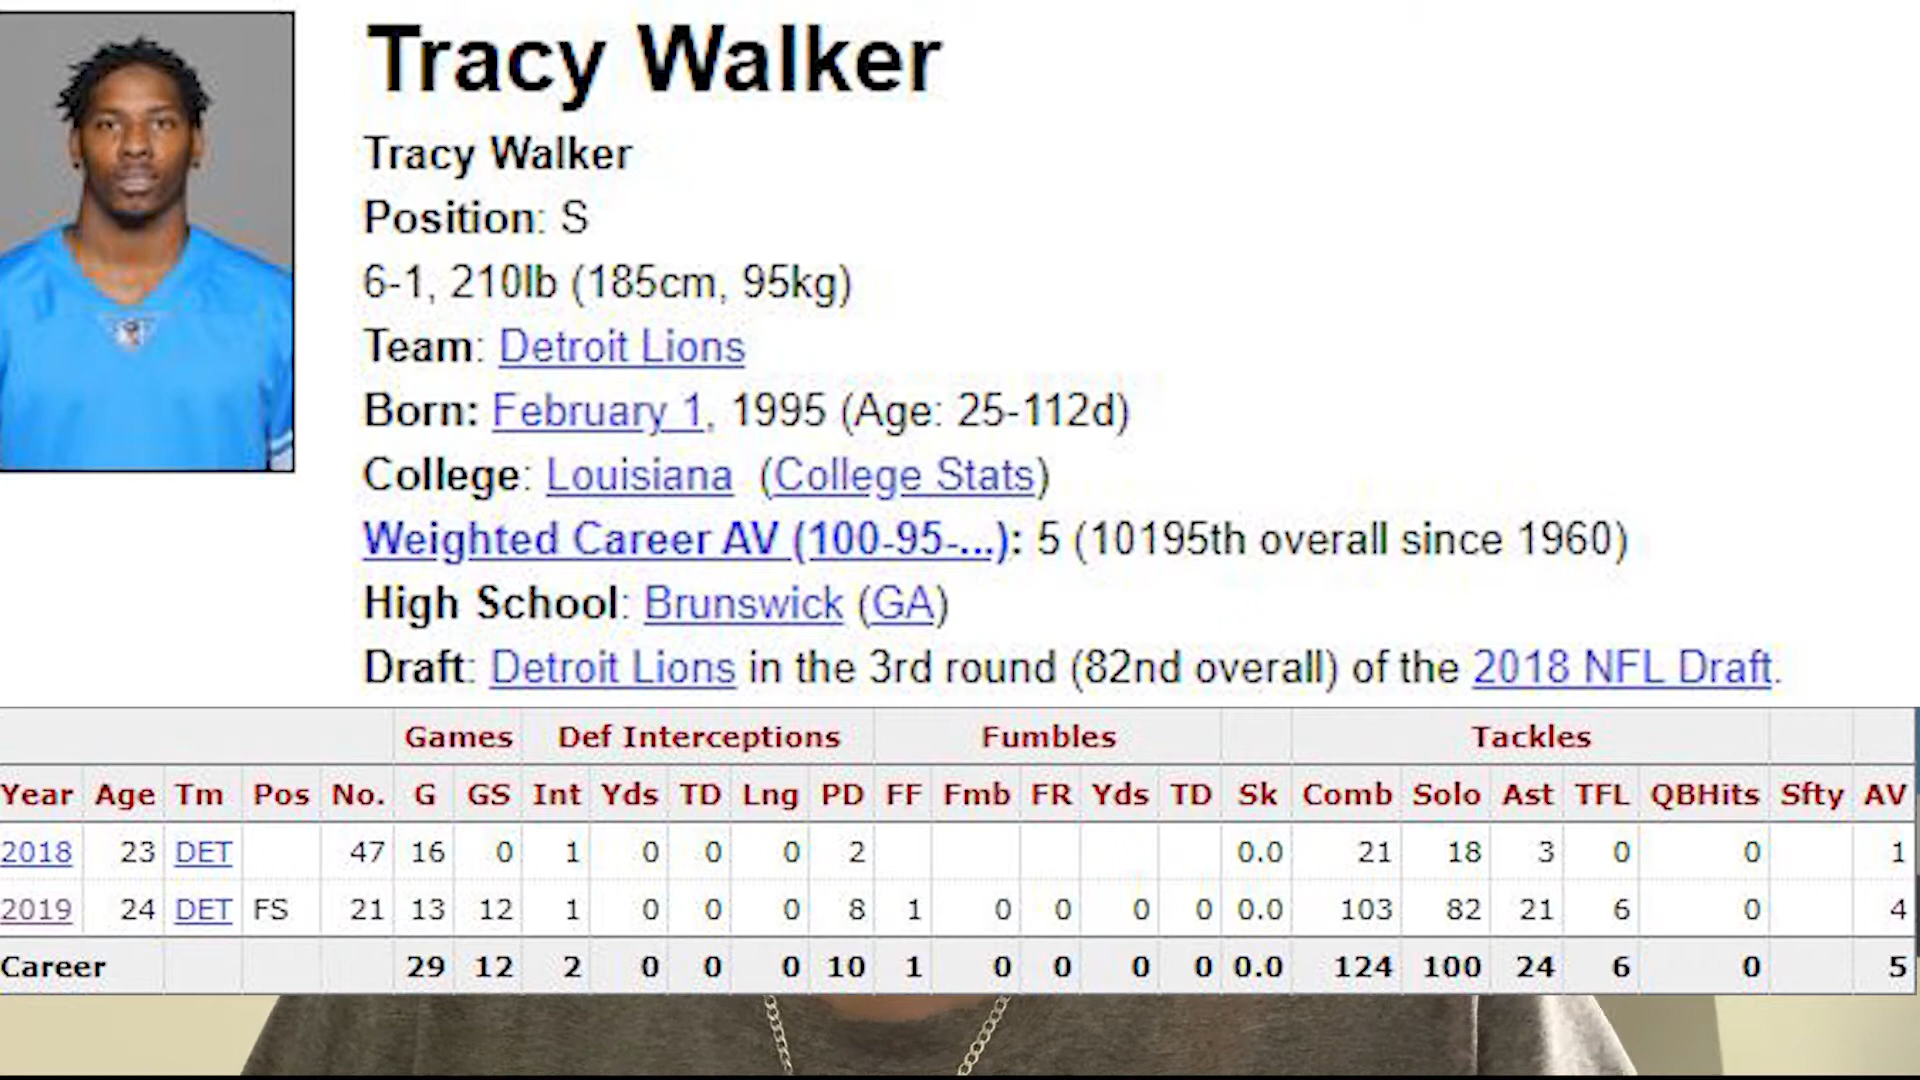 Tracy Walker
Tracy Walker
Position: S
6-1, 210lb (185cm, 95kg)
Team: Detroit Lions
Born: February 1, 1995 (Age: 25-112d)
College: Louisiana (College Stats)
Weighted Career AV (100-95-...): 5 (10195th overall since 1960)
High School: Brunswick (GA)
Draft: Detroit Lions in the 3rd round (82nd overall) of the 2018 NFL Draft.
Games Def Interceptions Fumbles Tackles
Year Age Tm Pos No. G GS Int Yds TD Lng PD FF Fmb FR Yds TD Sk Comb Solo Ast TFL QBHits Sfty AV
2018 23 DET 47 16 0 1 0 0 0 2 0.0 21 18 3 0 0 1
2019 24 DET FS 21 13 12 1 0 0 0 8 1 0 0 0 0 0.0 103 82 21 6 0 4
Career 29 12 2 0 0 0 10 1 0 0 0 0 0.0 124 100 24 6 0 5